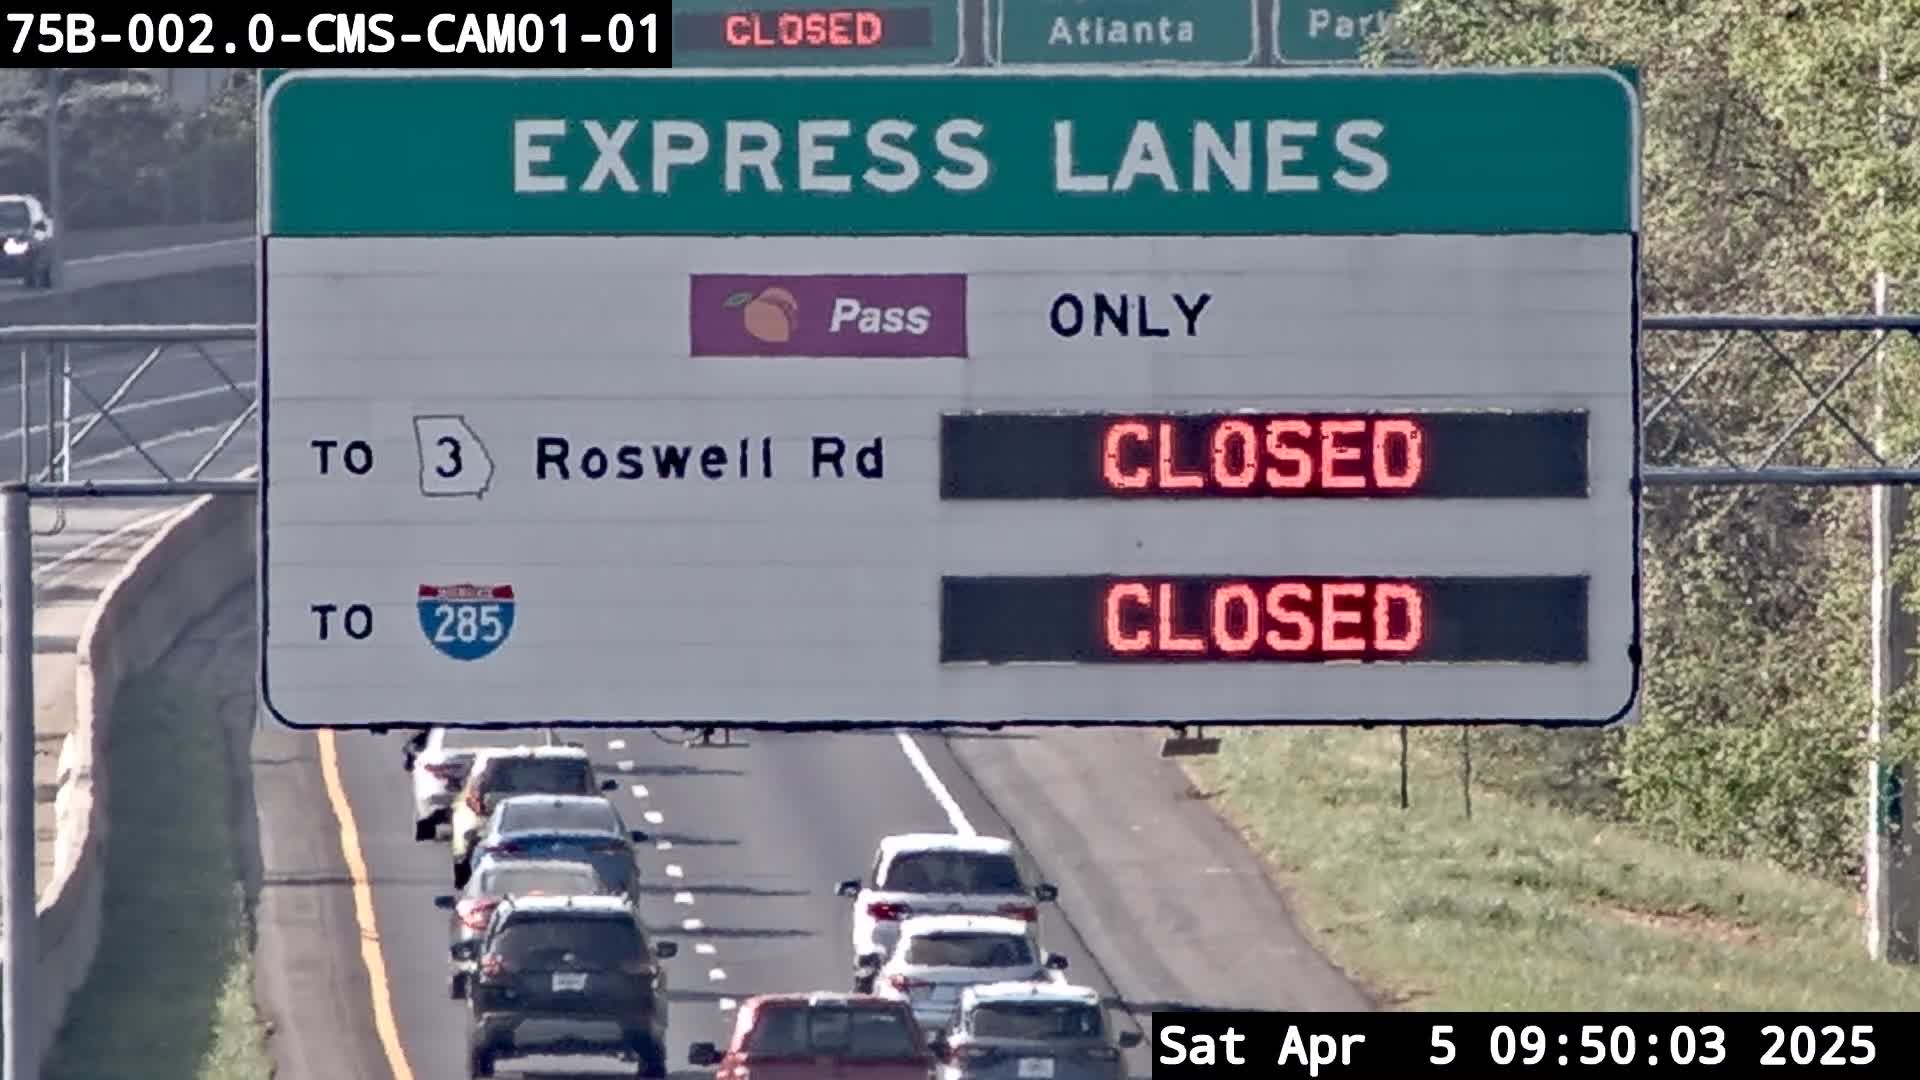 75B-002.0-CMS-CAM01-01
CLOSED
Atlanta
Park
EXPRESS LANES
Pass ONLY
TO 3 Roswell Rd CLOSED
TO 285 CLOSED
Sat Apr 5 09:50:03 2025